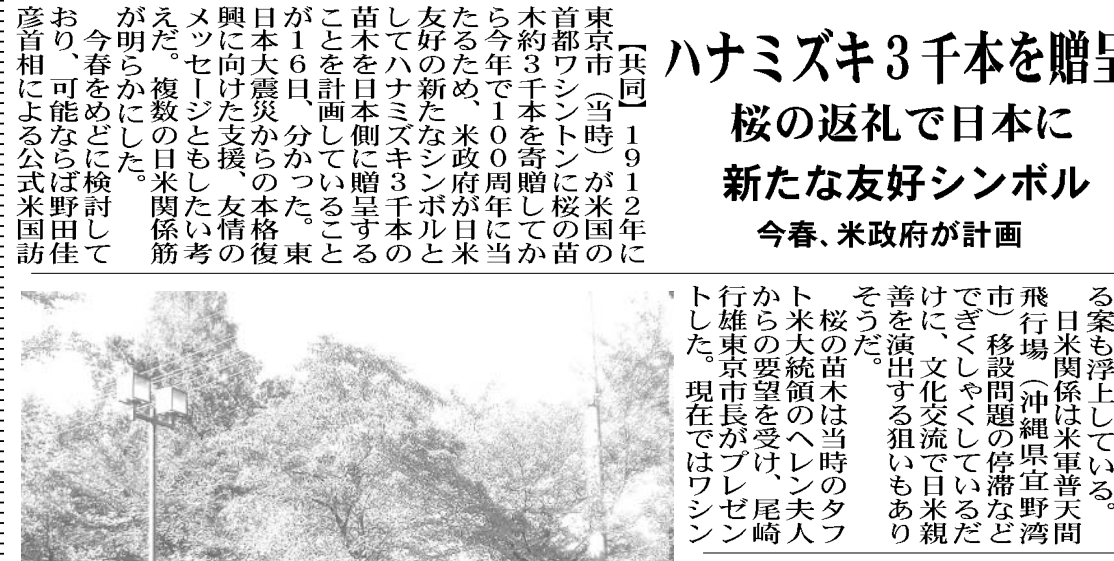 ハナミズキ3千本を贈呈
桜の返礼で日本に
新たな友好シンボル
今春、米政府が計画
【共同】1912年に
東京市（当時）が米国の
首都ワシントンに桜の苗
木約3千本を寄贈してか
ら今年で100周年に当
たるため、米政府が日米
友好の新たなシンボルと
してハナミズキ3千本の
苗木を日本側に贈呈する
ことを計画していること
が16日、分かった。東
日本大震災からの本格復
興に向けた支援、友情の
メッセージともしたい考
えだ。複数の日米関係筋
が明らかにした。
今春をめどに検討して
おり、可能ならば野田佳
彦首相による公式米国訪
る案も浮上している。
日米関係は米軍普天間
飛行場（沖縄県宜野湾
市）移設問題の停滞など
でぎくしゃくしているだ
けに、文化交流で日米親
善を演出する狙いもあり
そうだ。
桜の苗木は当時のタフ
ト米大統領のヘレン夫人
からの要望を受け、尾崎
行雄東京市長がプレゼン
トした。現在ではワシン